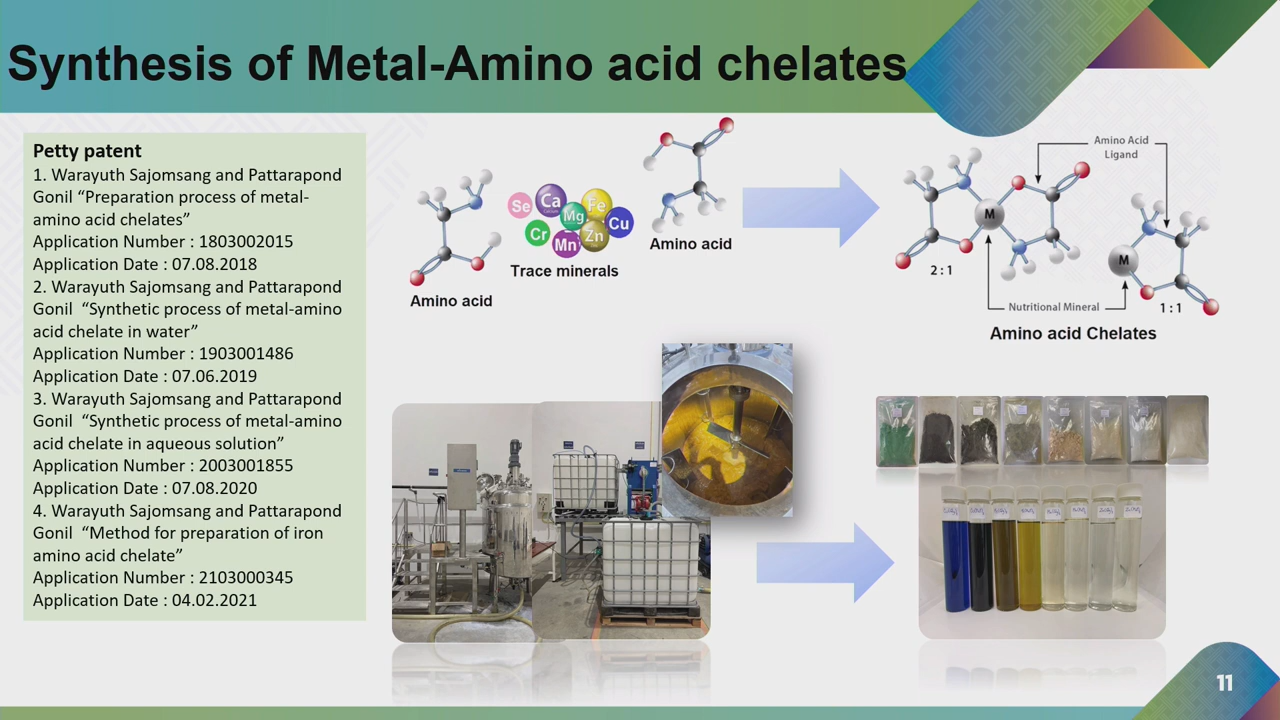 Synthesis of Metal-Amino acid chelates
Petty patent
1. Warayuth Sajomsang and Pattarapond
Gonil “Preparation process of metal-
amino acid chelates”
Application Number : 1803002015
Application Date : 07.08.2018
2. Warayuth Sajomsang and Pattarapond
Gonil “Synthetic process of metal-amino
acid chelate in water”
Application Number : 1903001486
Application Date : 07.06.2019
3. Warayuth Sajomsang and Pattarapond
Gonil “Synthetic process of metal-amino
acid chelate in aqueous solution”
Application Number : 2003001855
Application Date : 07.08.2020
4. Warayuth Sajomsang and Pattarapond
Gonil “Method for preparation of iron
amino acid chelate”
Application Number : 2103000345
Application Date : 04.02.2021
Amino acid
Se
Ca
Mg
Fe
Cu
Cr
Mn
Zn
Trace minerals
Amino acid
Amino Acid
Ligand
M
2 : 1
M
1 : 1
Nutritional Mineral
Amino acid Chelates
11